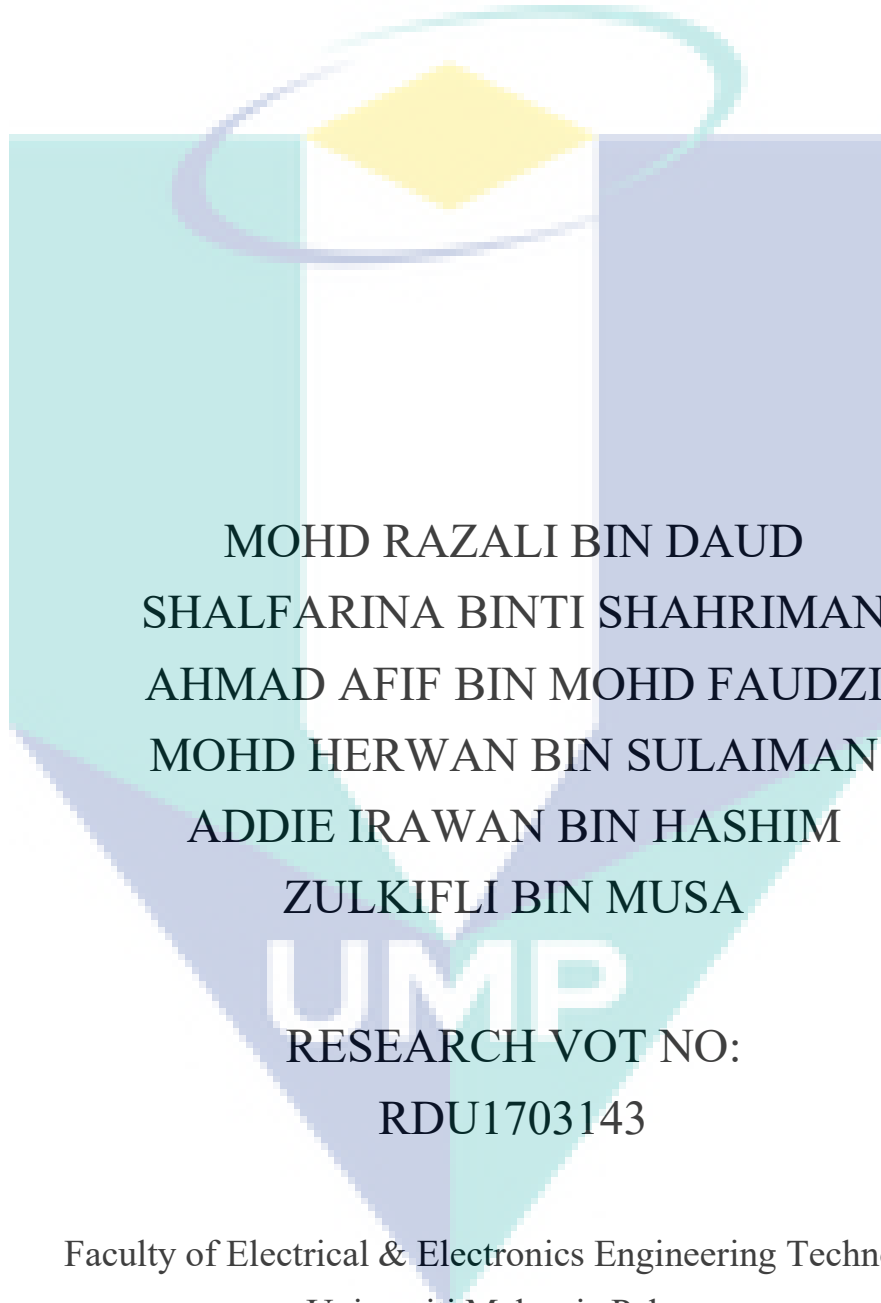 MOHD RAZALI BIN DAUD
SHALFARINA BINTI SHAHRIMAN
AHMAD AFIF BIN MOHD FAUDZI
MOHD HERWAN BIN SULAIMAN
ADDIE IRAWAN BIN HASHIM
ZULKIFLI BIN MUSA
UMP
RESEARCH VOT NO:
RDU1703143
Faculty of Electrical & Electronics Engineering